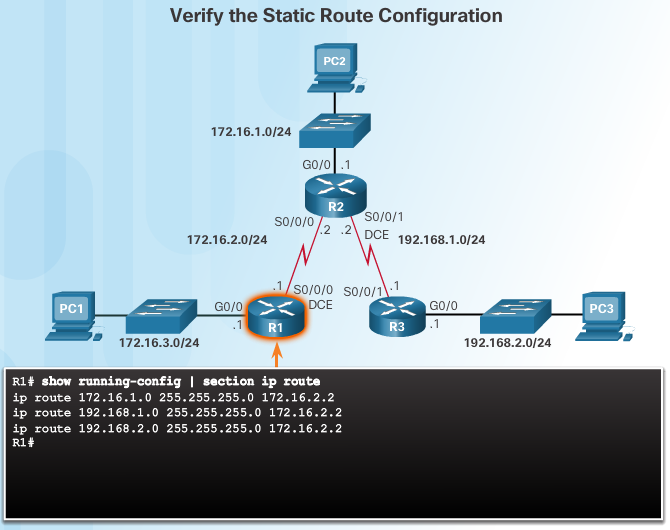 Verify the Static Route Configuration
PC2
172.16.1.0/24
G0/0 .1
R2
S0/0/0 .2 .2 S0/0/1
DCE
172.16.2.0/24
192.168.1.0/24
.1 S0/0/0
DCE
S0/0/1 .1
PC1
G0/0
.1
R1
R3
G0/0
.1
PC3
172.16.3.0/24
192.168.2.0/24
R1# show running-config | section ip route
ip route 172.16.1.0 255.255.255.0 172.16.2.2
ip route 192.168.1.0 255.255.255.0 172.16.2.2
ip route 192.168.2.0 255.255.255.0 172.16.2.2
R1#